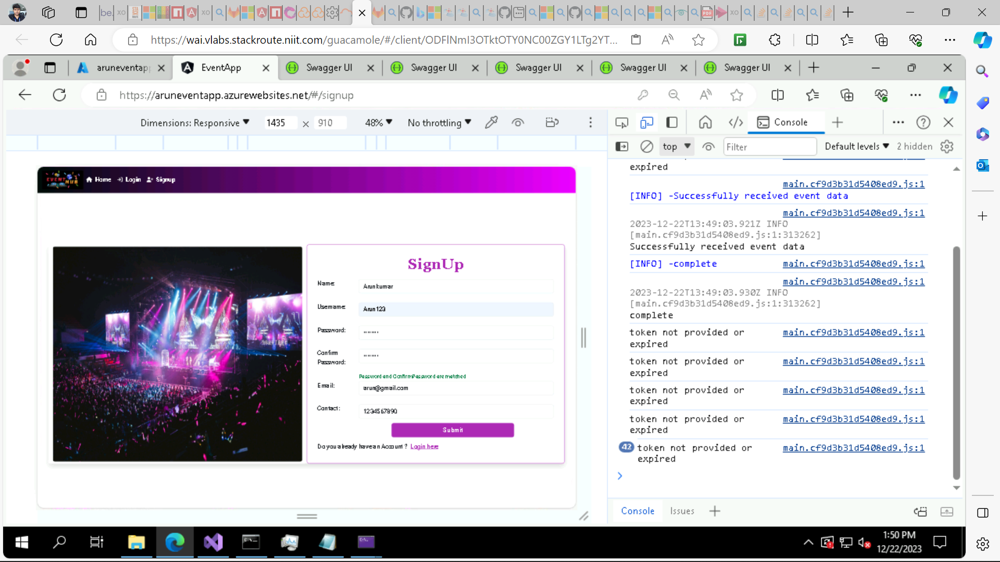 be.
https://wai.vlabs.stackroute.niit.com/guacamole/#/client/ODFlNmI3OTktOTY0NC00ZGY1LTg2YT...
aruneventapp
EventApp
Swagger UI
Swagger UI
Swagger UI
Swagger UI
Swagger UI
https://aruneventapp.azurewebsites.net/#/signup
Dimensions: Responsive
1435 × 910
48%
No throttling
Console
top
Filter
Default levels
2 hidden
EVENT HUB
Home
Login
Signup
SignUp
Name:
Arunkumar
Username:
Arun123
Password:
Confirm
Password:
Password and ConfirmPassword are matched
Email:
arun@gmail.com
Contact:
1234567890
Submit
Do you already have an Account ? Login here
expired
main.cf9d3b31d5408ed9.js:1
[INFO] -Successfully received event data
main.cf9d3b31d5408ed9.js:1
2023-12-22T13:49:03.921Z INFO
[main.cf9d3b31d5408ed9.js:1:313262]
Successfully received event data
[INFO] -complete main.cf9d3b31d5408ed9.js:1
main.cf9d3b31d5408ed9.js:1
2023-12-22T13:49:03.930Z INFO
[main.cf9d3b31d5408ed9.js:1:313262]
complete
token not provided or main.cf9d3b31d5408ed9.js:1
expired
token not provided or main.cf9d3b31d5408ed9.js:1
expired
token not provided or main.cf9d3b31d5408ed9.js:1
expired
token not provided or main.cf9d3b31d5408ed9.js:1
expired
42 token not provided or main.cf9d3b31d5408ed9.js:1
expired
Console
Issues
1:50 PM
12/22/2023